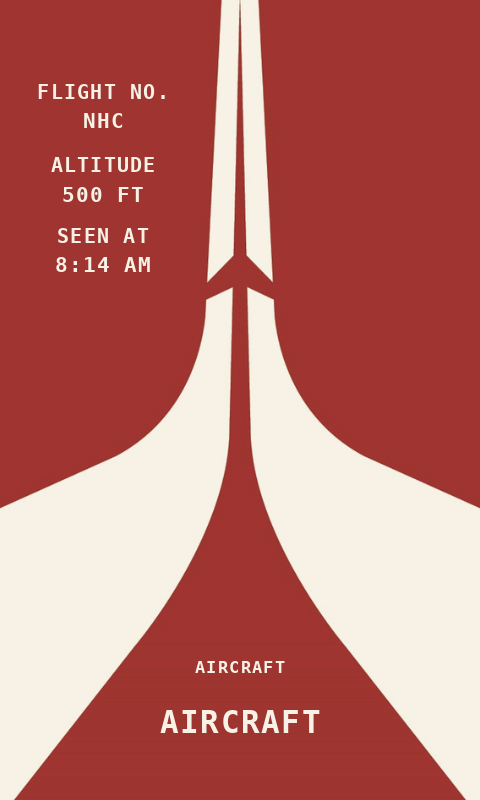 FLIGHT NO.
NHC
ALTITUDE
500 FT
SEEN AT
8:14 AM
AIRCRAFT
AIRCRAFT